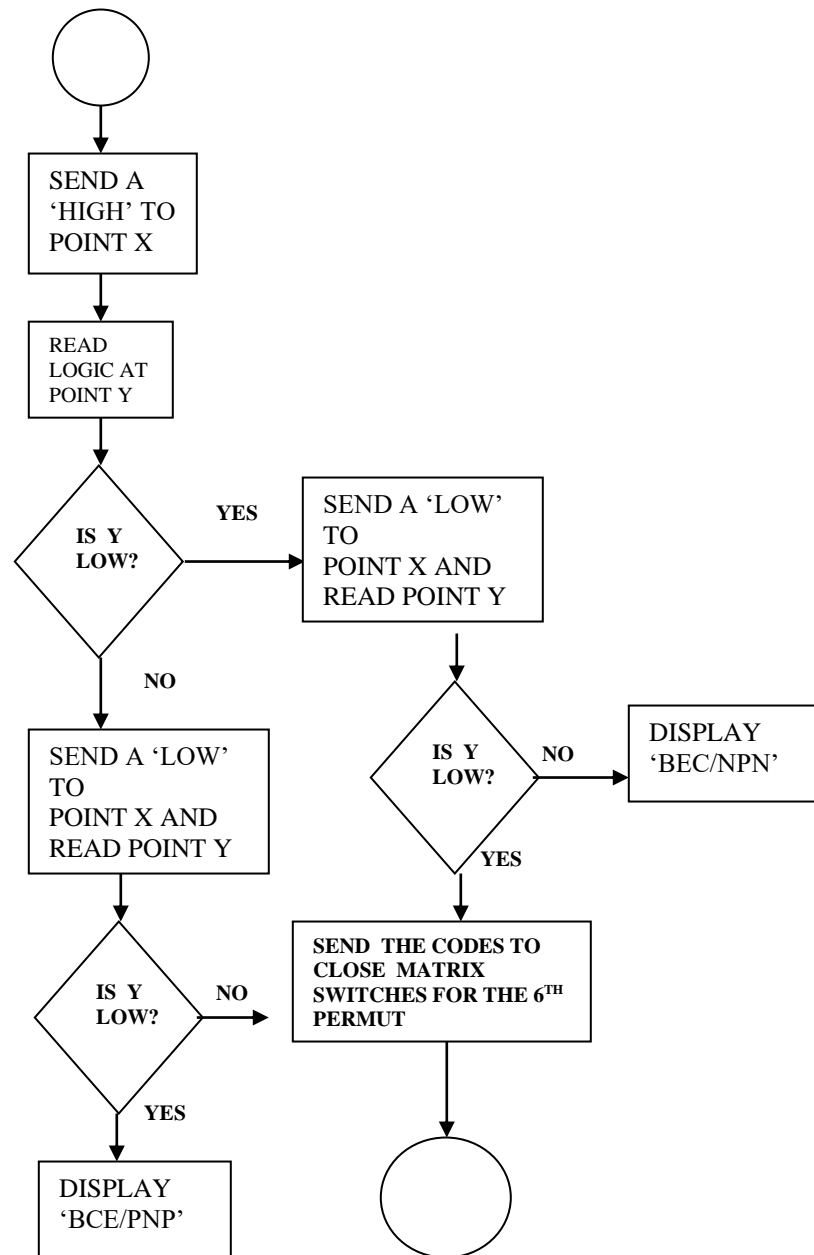 SEND A
‘HIGH’ TO
POINT X
READ
LOGIC AT
POINT Y
IS Y
LOW?
YES
SEND A ‘LOW’
TO
POINT X AND
READ POINT Y
NO
SEND A ‘LOW’
TO
POINT X AND
READ POINT Y
IS Y
LOW?
NO
DISPLAY
‘BEC/NPN’
YES
SEND THE CODES TO
CLOSE MATRIX
SWITCHES FOR THE 6TH
PERMUT
IS Y
LOW?
NO
YES
DISPLAY
‘BCE/PNP’